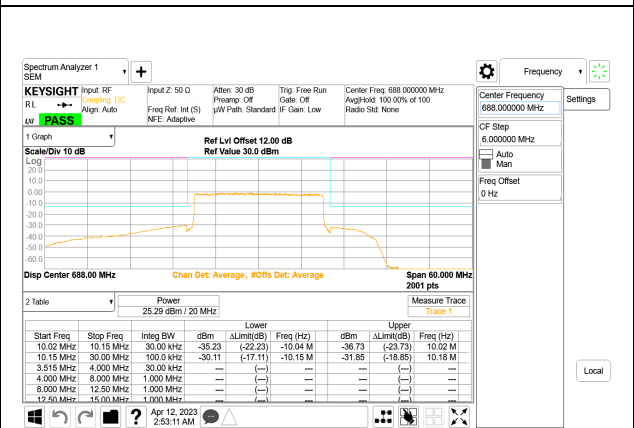 Spectrum Analyzer 1
SEM
Frequency
KEYSIGHT
RL
LXI
PASS
Input: RF
Coupling: DC
Align: Auto
Input Z: 50 Ω
Freq Ref: Int (S)
NFE: Adaptive
Atten: 30 dB
Preamp: Off
µW Path: Standard
Trig: Free Run
Gate: Off
IF Gain: Low
Center Freq: 688.000000 MHz
Avg|Hold: 100.00% of 100
Radio Std: None
Center Frequency
688.000000 MHz
Settings
CF Step
6.000000 MHz
Auto
Man
Freq Offset
0 Hz
Local
1 Graph
Scale/Div 10 dB
Ref Lvl Offset 12.00 dB
Ref Value 30.0 dBm
Log
20.0
10.0
0.00
-10.0
-20.0
-30.0
-40.0
-50.0
-60.0
Disp Center 688.00 MHz
Chan Det: Average , #Offs Det: Average
Span 60.000 MHz
2001 pts
2 Table
Power
25.29 dBm / 20 MHz
Measure Trace
Trace 1
Lower Upper
Start Freq Stop Freq Integ BW dBm ΔLimit(dB) Freq (Hz) dBm ΔLimit(dB) Freq (Hz)
10.02 MHz 10.15 MHz 30.00 kHz -35.23 (-22.23) -10.04 M -36.73 (-23.73) 10.02 M
10.15 MHz 30.00 MHz 100.0 kHz -30.11 (-17.11) -10.15 M -31.85 (-18.85) 10.18 M
3.515 MHz 4.000 MHz 30.00 kHz --- (---) --- --- (---) ---
4.000 MHz 8.000 MHz 1.000 MHz --- (---) --- --- (---) ---
8.000 MHz 12.50 MHz 1.000 MHz --- (---) --- --- (---) ---
12.50 MHz 15.00 MHz 1.000 MHz --- (---) --- --- (---) ---
Apr 12, 2023
2:53:11 AM